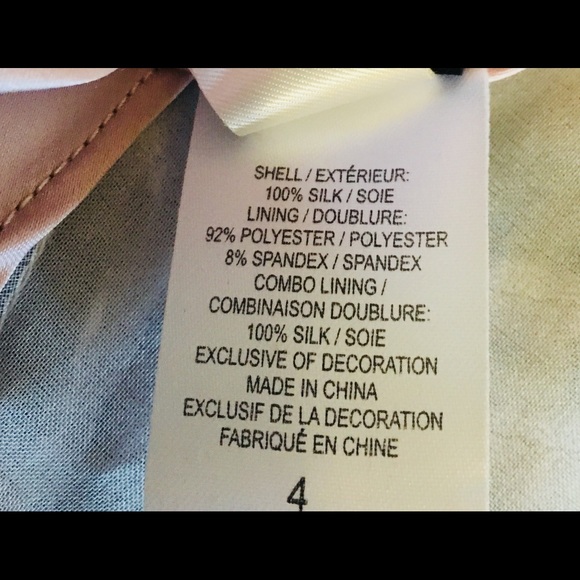 SHELL / EXTÉRIEUR:
100% SILK / SOIE
LINING / DOUBLURE:
92% POLYESTER / POLYESTER
8% SPANDEX / SPANDEX
COMBO LINING /
COMBINAISON DOUBLURE:
100% SILK / SOIE
EXCLUSIVE OF DECORATION
MADE IN CHINA
EXCLUSIF DE LA DECORATION
FABRIQUÉ EN CHINE
4